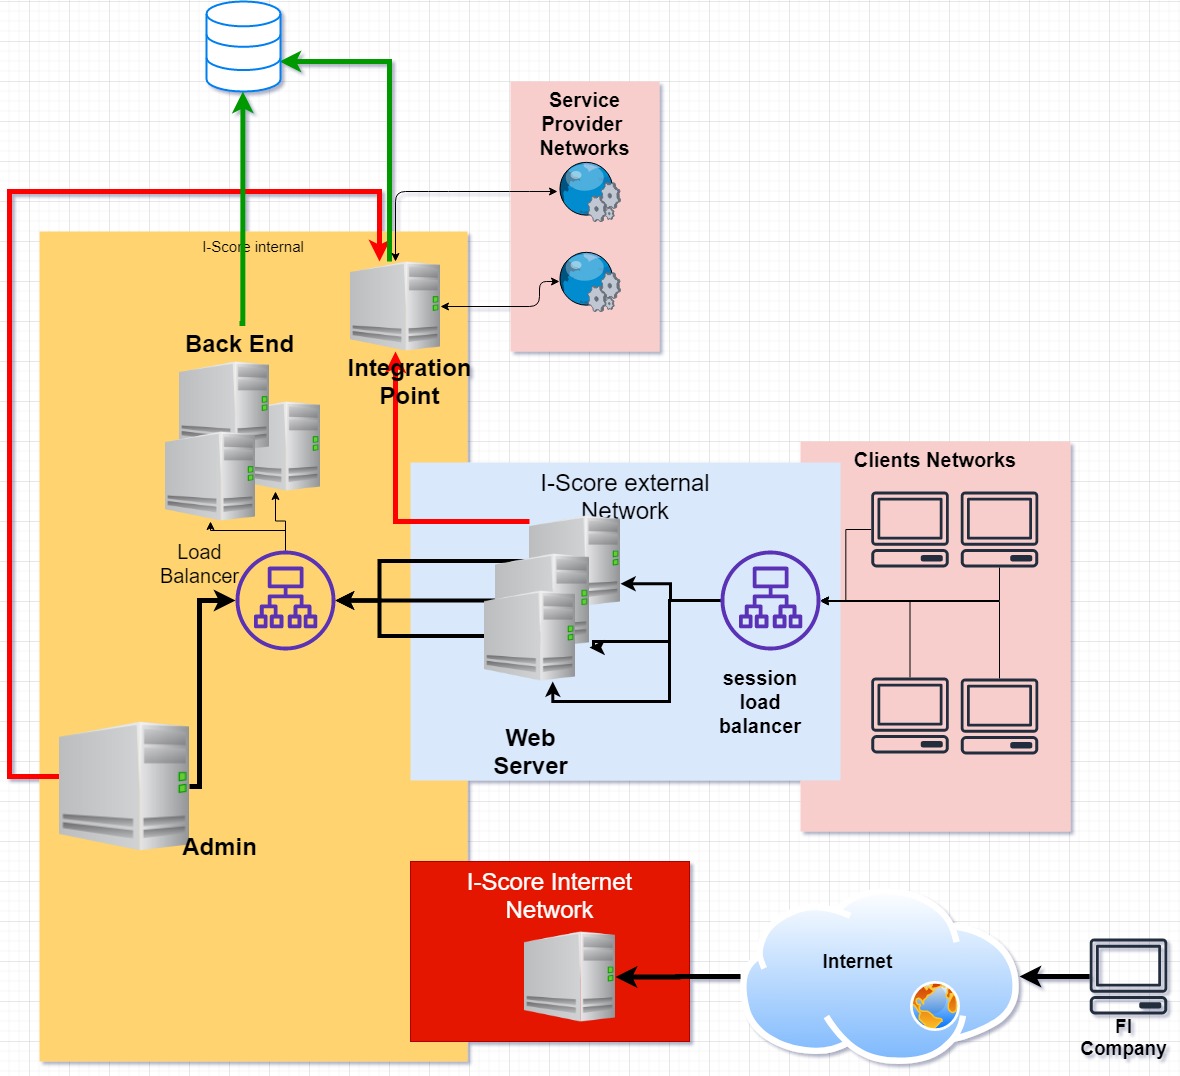 Service
Provider
Networks
I-Score internal
Back End
Integration
Point
Clients Networks
I-Score external
Network
Load
Balancer
session
load
balancer
Web
Server
Admin
I-Score Internet
Network
Internet
FI
Company